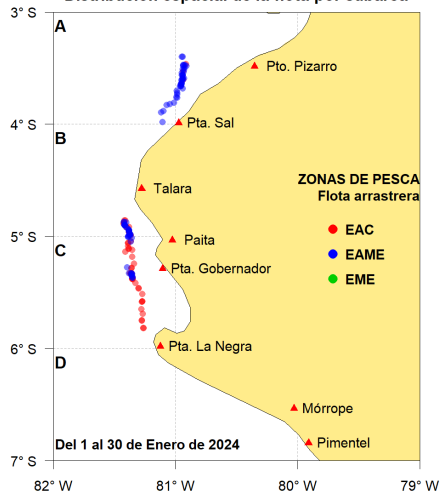 Distribución espacial de la flota por subárea
3° S
A
Pto. Pizarro
4° S
Pta. Sal
B
ZONAS DE PESCA
Flota arrastrera
Talara
EAC
5° S
Paita
C
EAME
Pta. Gobernador
EME
6° S
Pta. La Negra
D
Mórrope
Del 1 al 30 de Enero de 2024
Pimentel
7° S
82° W
81° W
80° W
79° W